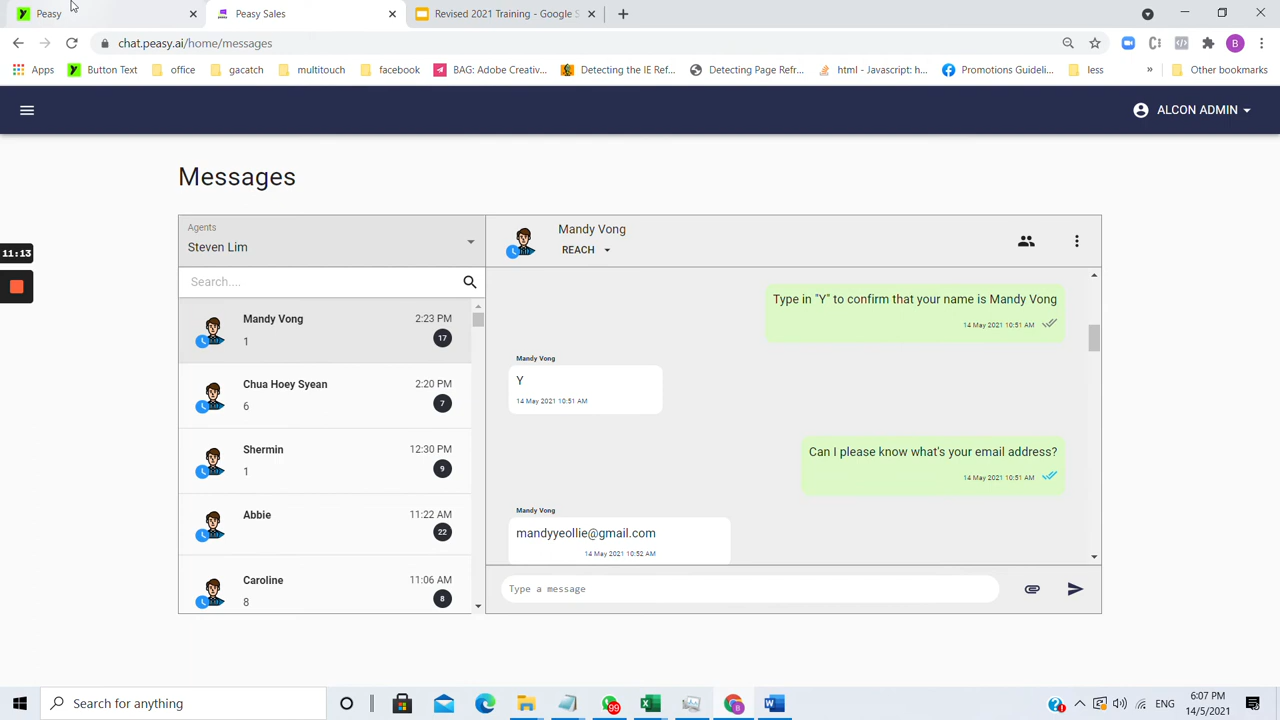 Peasy
Peasy Sales
Revised 2021 Training - Google S
chat.peasy.ai/home/messages
B
Apps
Button Text
office
gacatch
multitouch
facebook
BAG: Adobe Creativ...
Detecting the IE Ref...
Detecting Page Refr...
html - Javascript: h...
Promotions Guideli...
less
»
Other bookmarks
ALCON ADMIN
Messages
Agents
Steven Lim
Search....
Mandy Vong
2:23 PM
1
17
Chua Hoey Syean
2:20 PM
6
7
Shermin
12:30 PM
1
9
Abbie
11:22 AM
22
Caroline
11:06 AM
8
8
Mandy Vong
REACH
Type in "Y" to confirm that your name is Mandy Vong
14 May 2021 10:51 AM
Mandy Vong
Y
14 May 2021 10:51 AM
Can I please know what's your email address?
14 May 2021 10:51 AM
Mandy Vong
mandyyeollie@gmail.com
14 May 2021 10:52 AM
Type a message
11:13
Search for anything
99
B
ENG
6:07 PM
14/5/2021